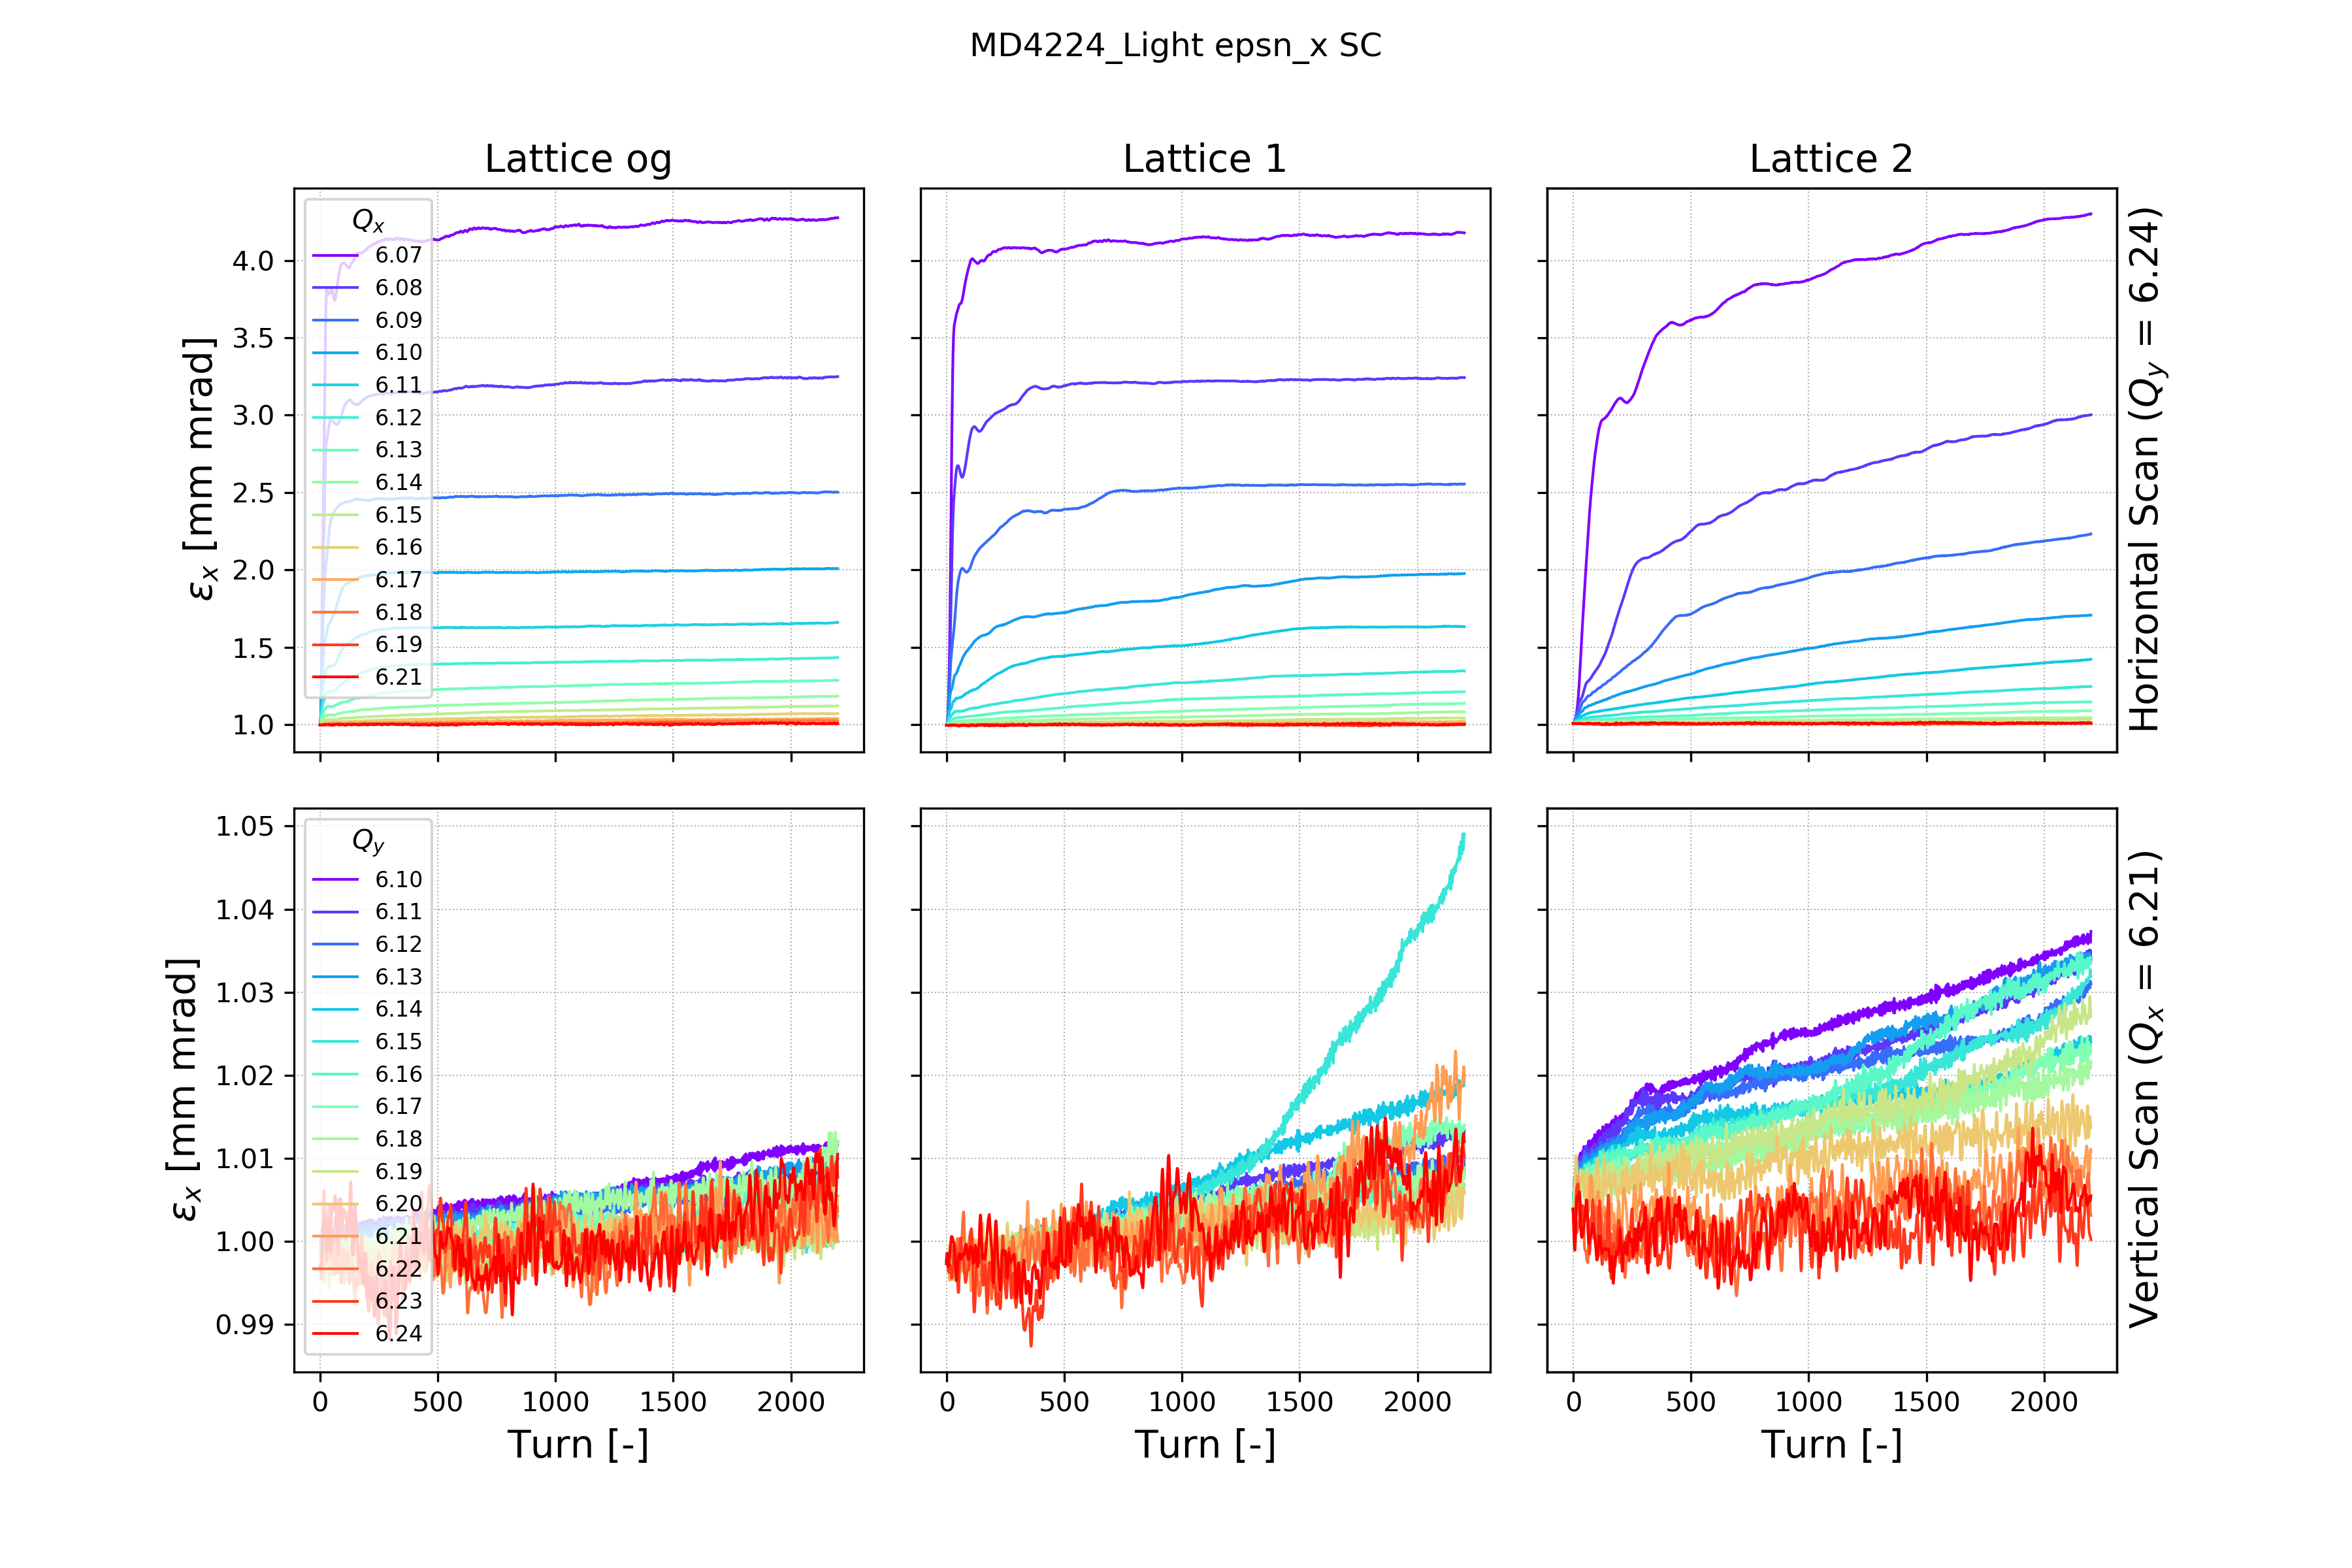 MD4224_Light epsn_x SC
Lattice og
Lattice 1
Lattice 2
εx [mm mrad]
4.0
3.5
3.0
2.5
2.0
1.5
1.0
Qx
6.07
6.08
6.09
6.10
6.11
6.12
6.13
6.14
6.15
6.16
6.17
6.18
6.19
6.21
Horizontal Scan (Qy = 6.24)
εx [mm mrad]
1.05
1.04
1.03
1.02
1.01
1.00
0.99
Qy
6.10
6.11
6.12
6.13
6.14
6.15
6.16
6.17
6.18
6.19
6.20
6.21
6.22
6.23
6.24
Vertical Scan (Qx = 6.21)
0 500 1000 1500 2000
0 500 1000 1500 2000
0 500 1000 1500 2000
Turn [-]
Turn [-]
Turn [-]